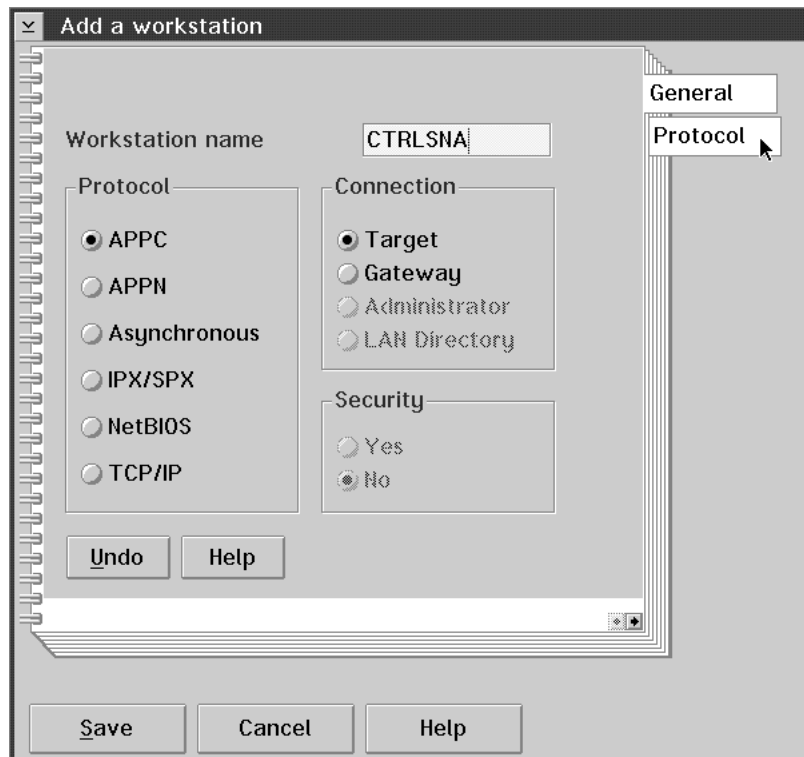 Add a workstation
General
Protocol
Workstation name CTRLSNA
Protocol
APPC
APPN
Asynchronous
IPX/SPX
NetBIOS
TCP/IP
Connection
Target
Gateway
Administrator
LAN Directory
Security
Yes
No
Undo Help
Save Cancel Help